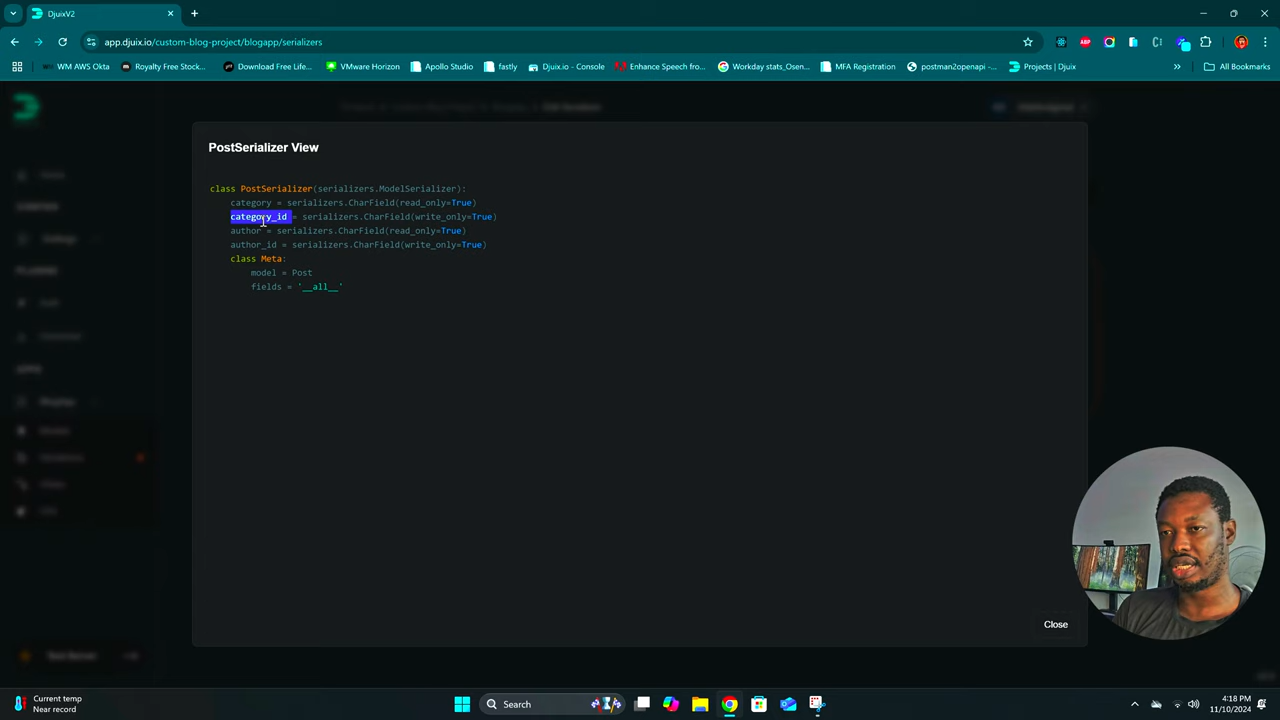 DjuixV2
app.djuix.io/custom-blog-project/blogapp/serializers
WM AWS Okta
Royalty Free Stock...
Download Free Life...
VMware Horizon
Apollo Studio
fastly
Djuix.io - Console
Enhance Speech fro...
Workday stats_Osen...
MFA Registration
postman2openapi -...
Projects | Djuix
All Bookmarks
PostSerializer View
class PostSerializer(serializers.ModelSerializer):
category = serializers.CharField(read_only=True)
category_id = serializers.CharField(write_only=True)
author = serializers.CharField(read_only=True)
author_id = serializers.CharField(write_only=True)
class Meta:
model = Post
fields = '__all__'
Close
Current temp
Near record
Search
4:18 PM
11/10/2024